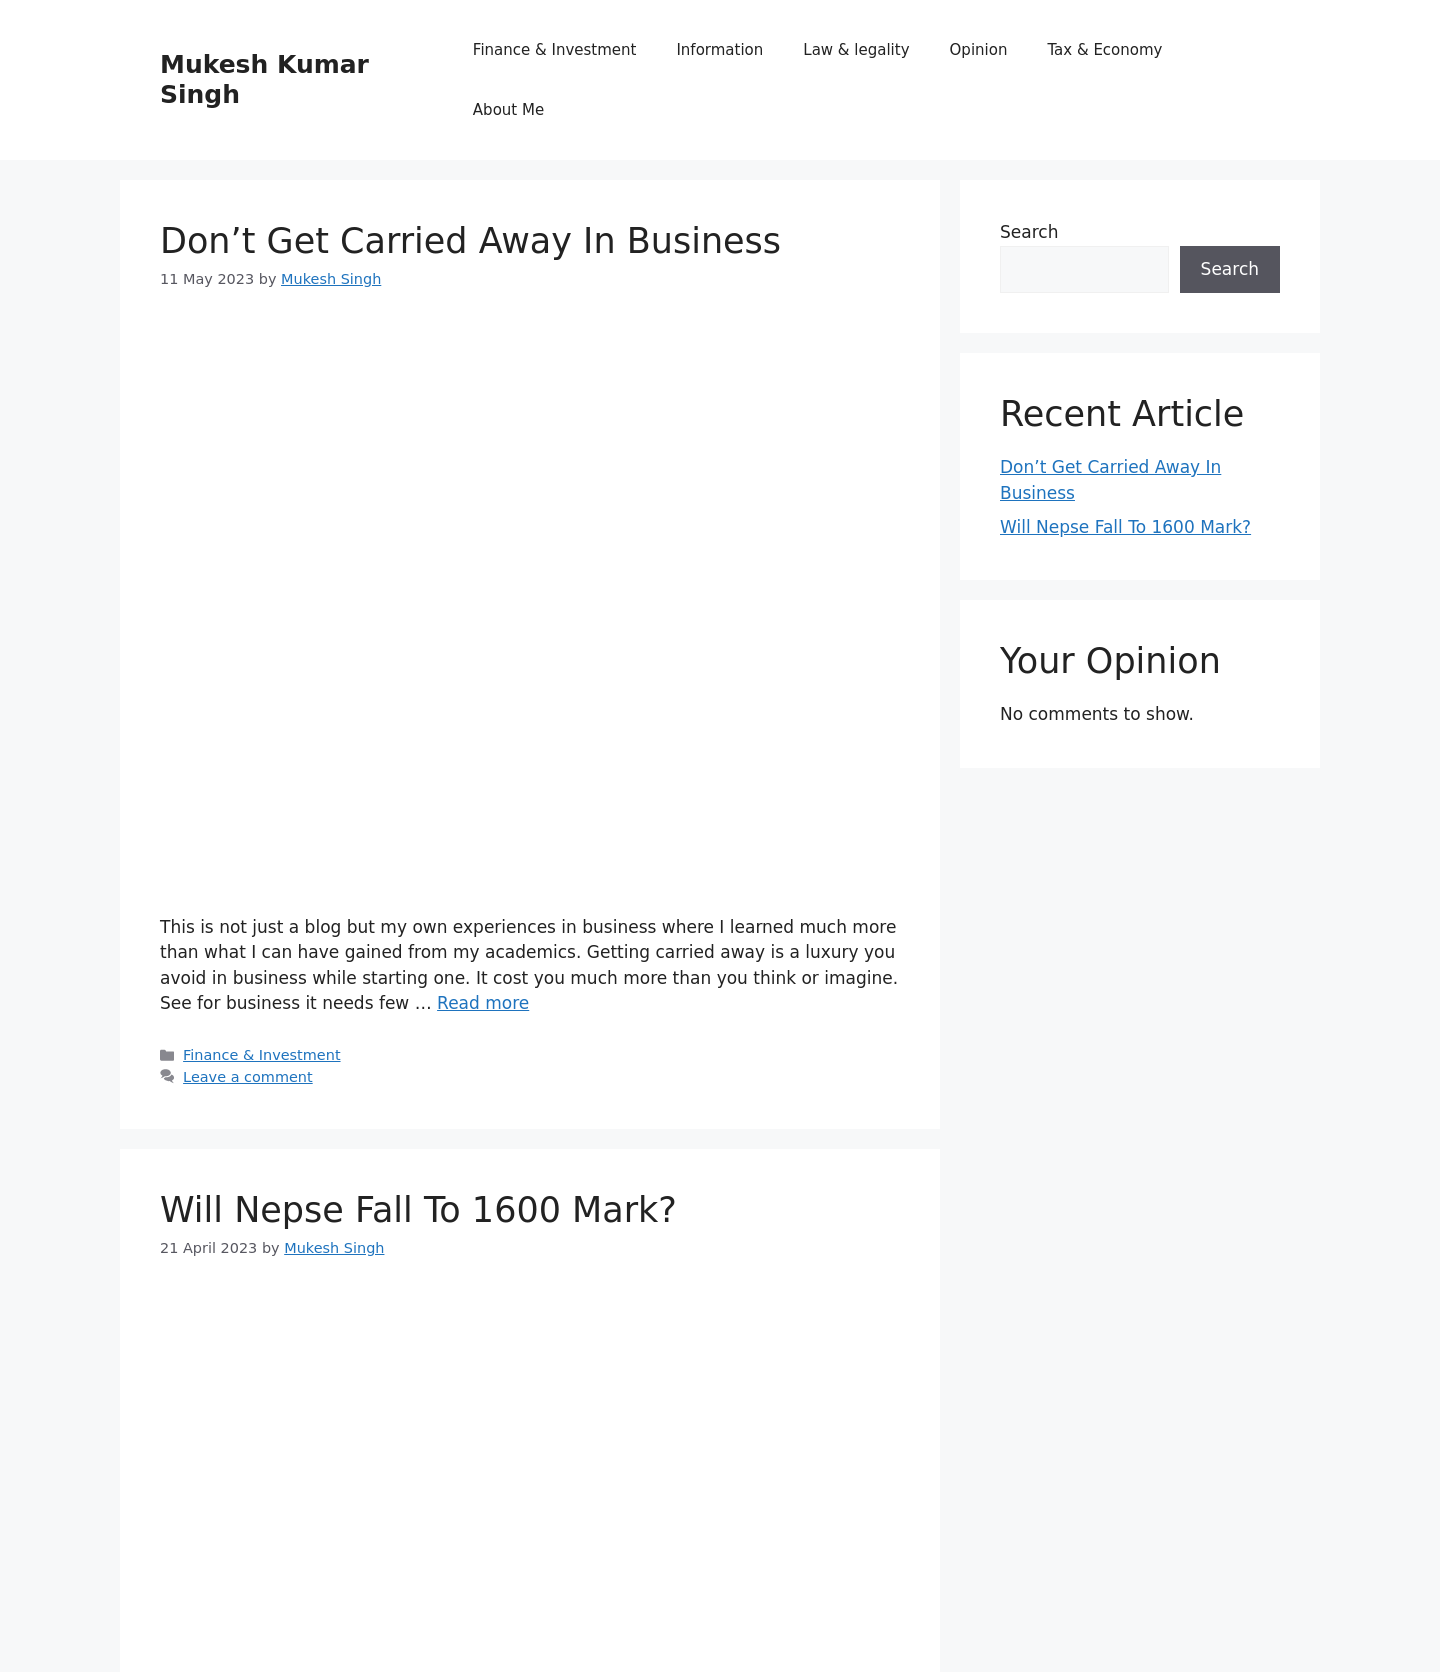 Mukesh Kumar
Singh
Finance & Investment
Information
Law & legality
Opinion
Tax & Economy
About Me
Don’t Get Carried Away In Business
11 May 2023 by Mukesh Singh
This is not just a blog but my own experiences in business where I learned much more
than what I can have gained from my academics. Getting carried away is a luxury you
avoid in business while starting one. It cost you much more than you think or imagine.
See for business it needs few … Read more
Finance & Investment
Leave a comment
Will Nepse Fall To 1600 Mark?
21 April 2023 by Mukesh Singh
Search
Search
Recent Article
Don’t Get Carried Away In
Business
Will Nepse Fall To 1600 Mark?
Your Opinion
No comments to show.